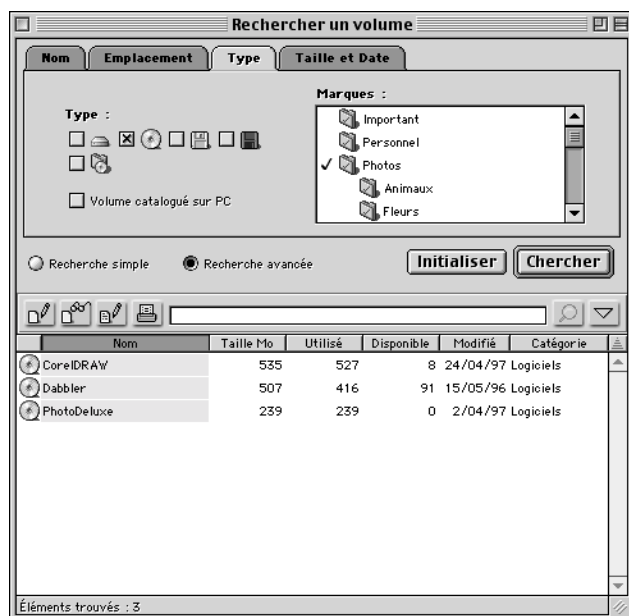 Rechercher un volume
Nom Emplacement Type Taille et Date
Type :
Volume catalogué sur PC
Marques :
Important
Personnel
Photos
Animaux
Fleurs
Recherche simple Recherche avancée Initialiser Chercher
Nom Taille Mo Utilisé Disponible Modifié Catégorie
CorelDRAW 535 527 8 24/04/97 Logiciels
Dabbler 507 416 91 15/05/96 Logiciels
PhotoDeluxe 239 239 0 2/04/97 Logiciels
Éléments trouvés : 3